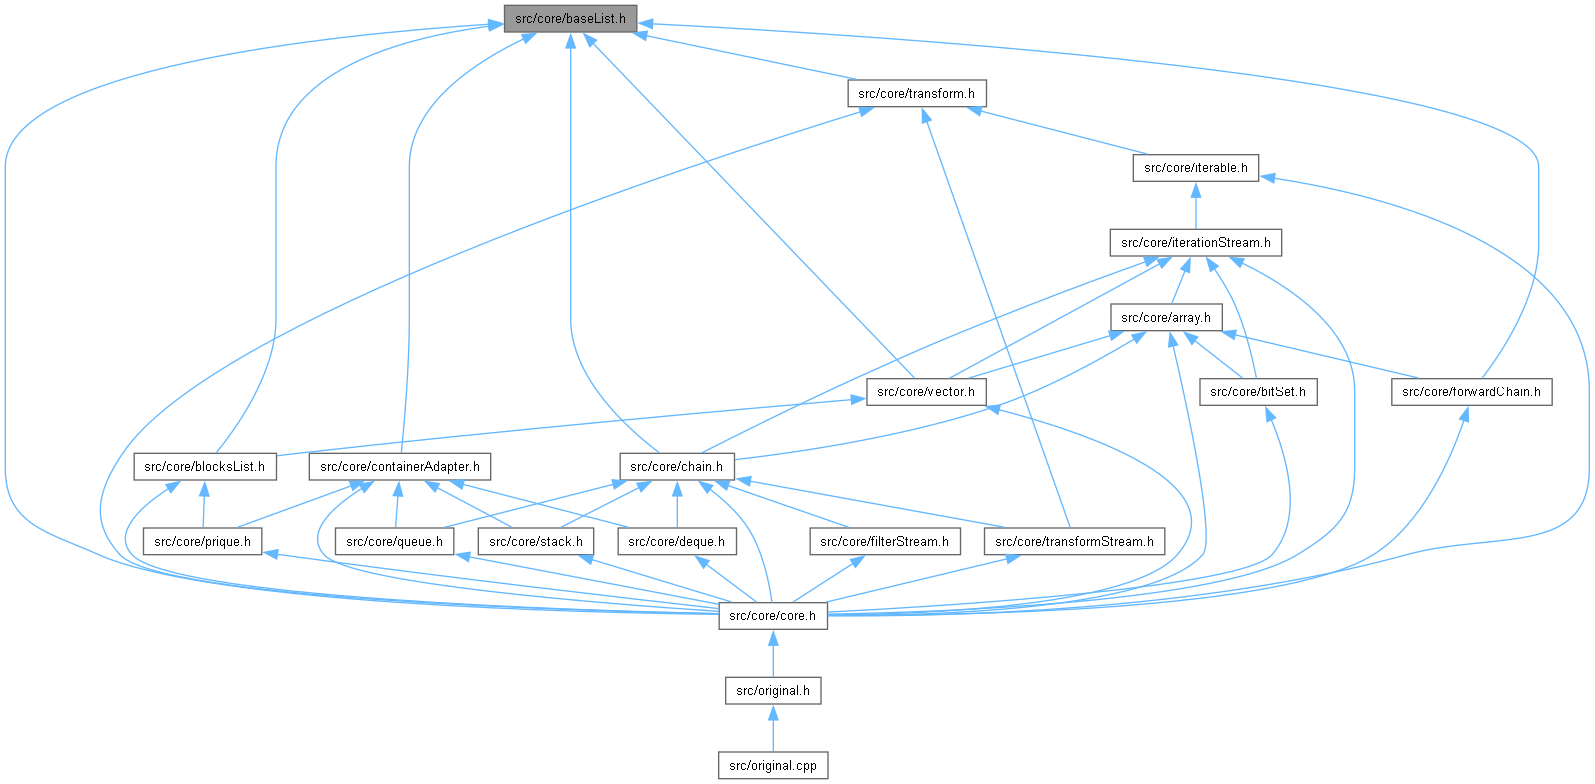 src/core/baseList.h
src/core/transform.h
src/core/iterable.h
src/core/iterationStream.h
src/core/array.h
src/core/vector.h
src/core/bitSet.h
src/core/forwardChain.h
src/core/blocksList.h
src/core/containerAdapter.h
src/core/chain.h
src/core/prique.h
src/core/queue.h
src/core/stack.h
src/core/deque.h
src/core/filterStream.h
src/core/transformStream.h
src/core/core.h
src/original.h
src/original.cpp